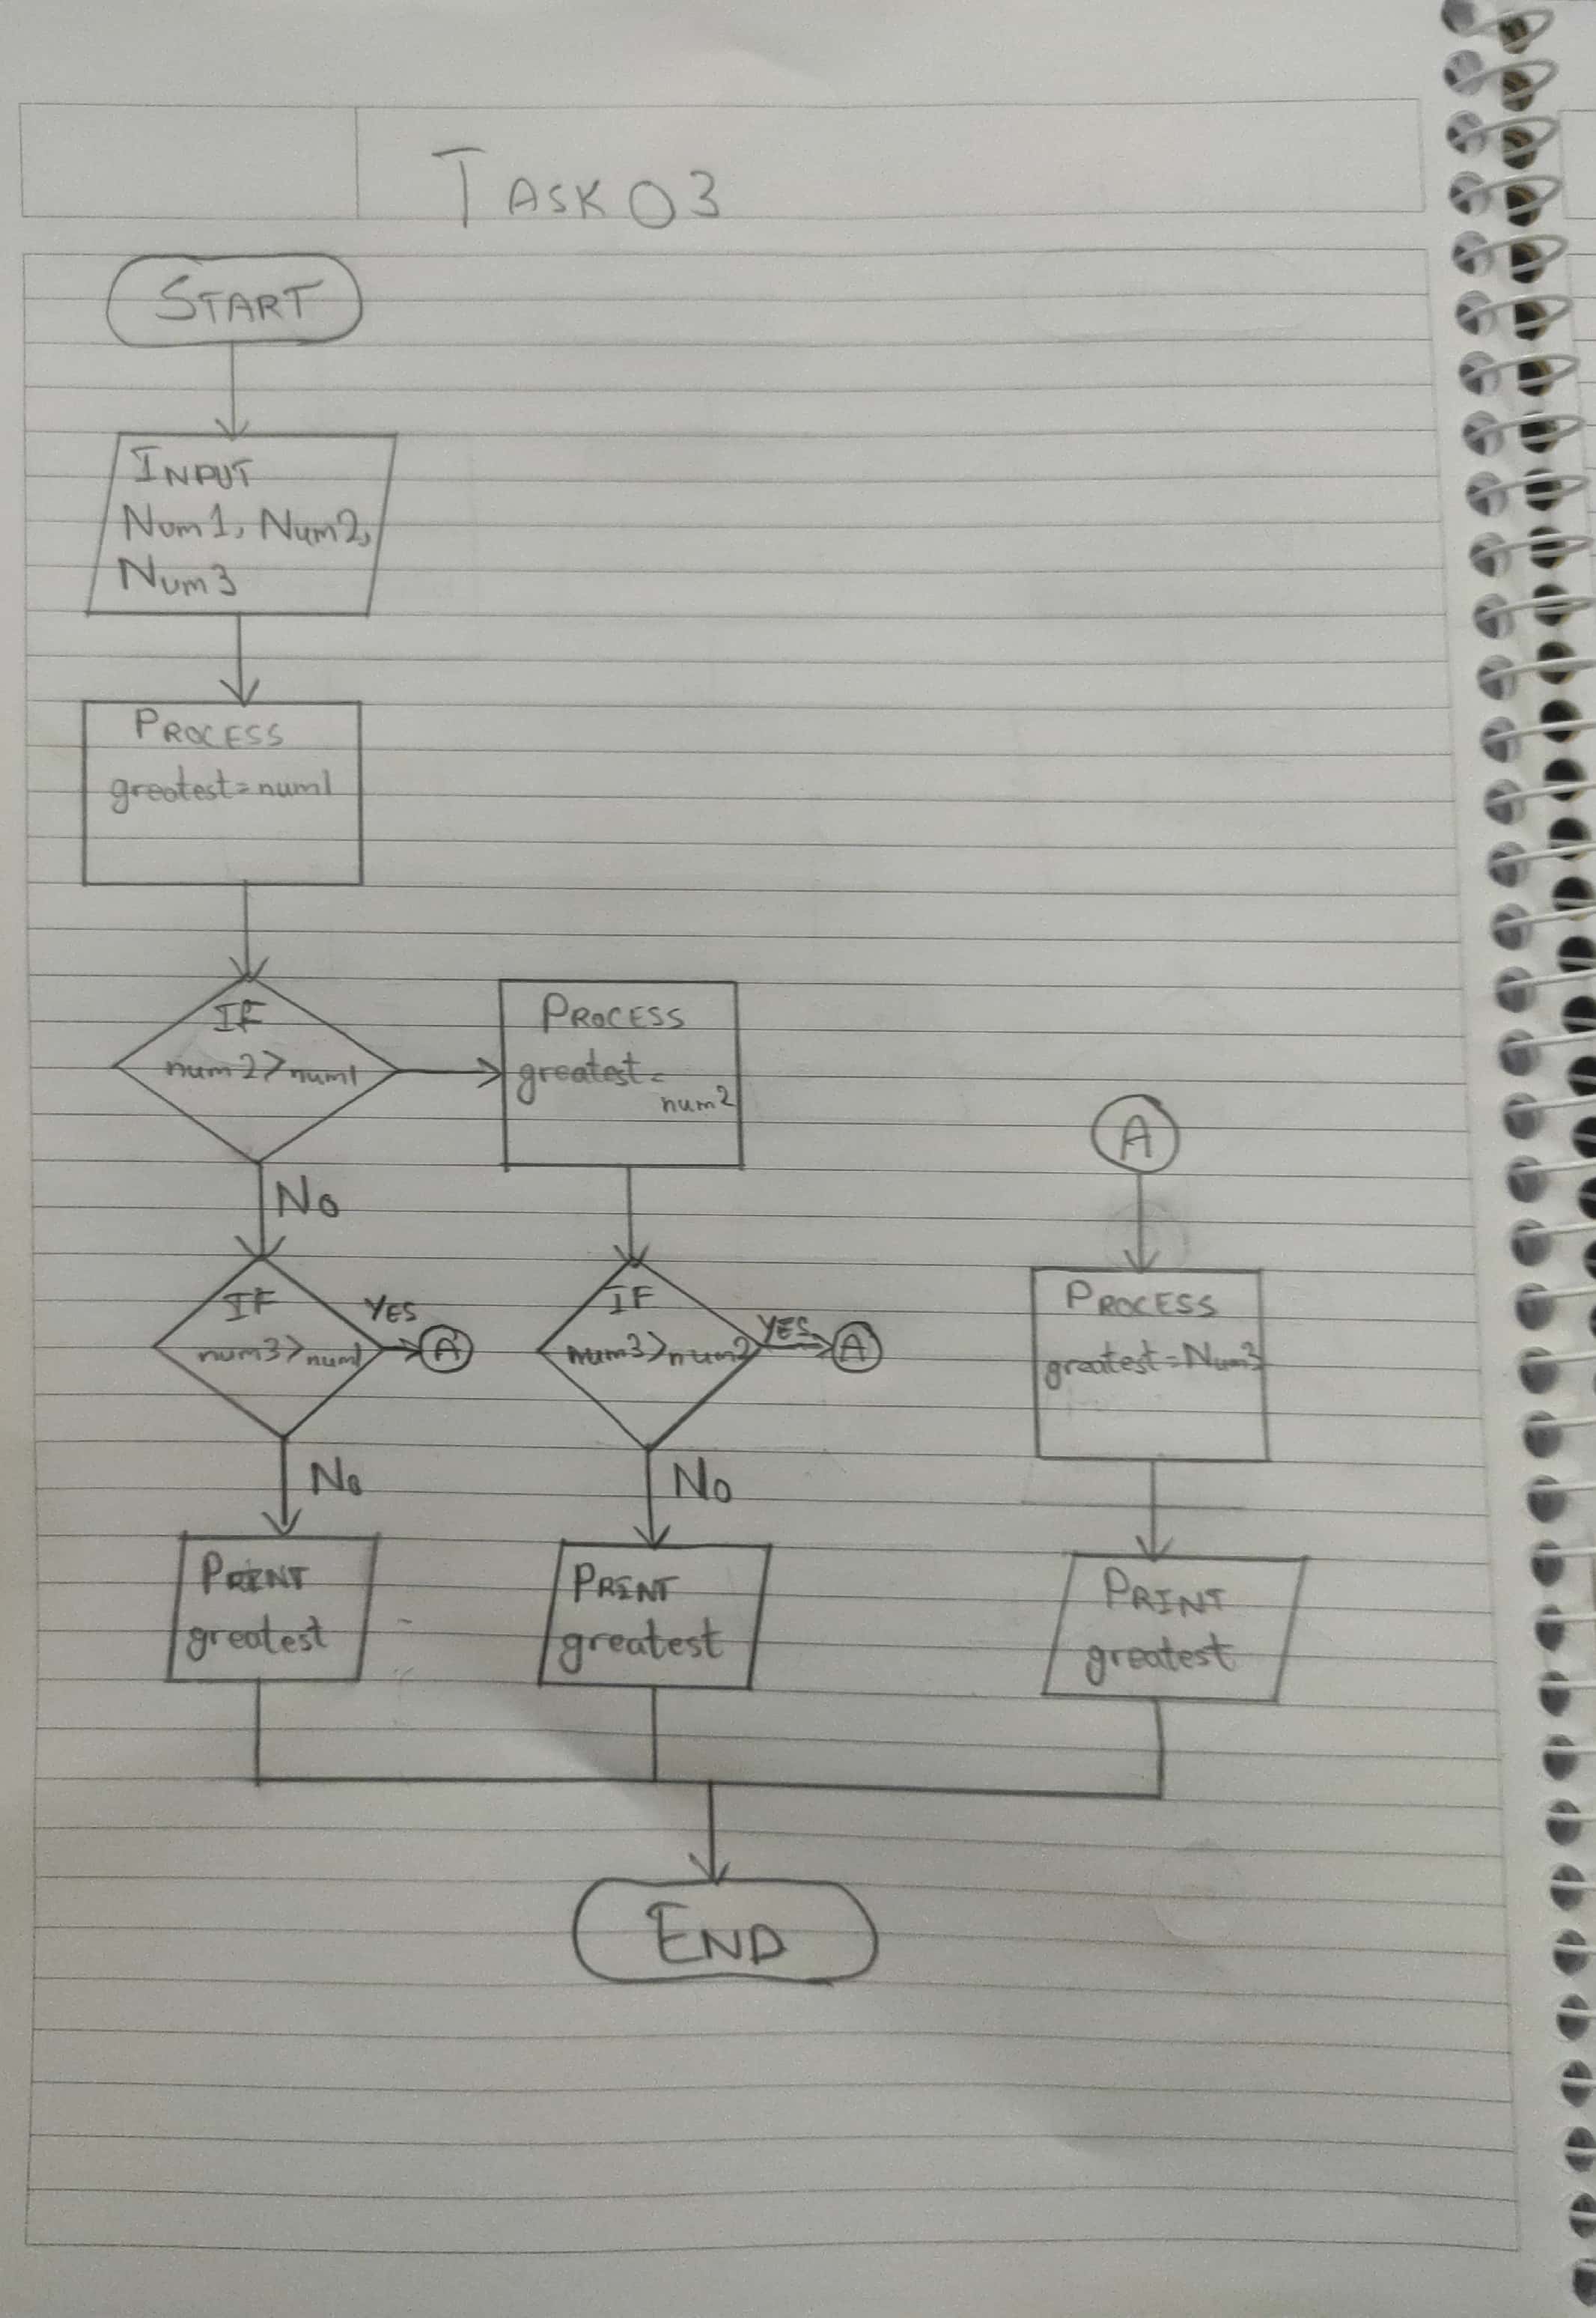 TASK 03
START
INPUT
Num1, Num2,
Num3
PROCESS
greatest=num1
IF
num2>num1
PROCESS
greatest=
num2
A
No
IF
num3>num1
YES
A
IF
num3>num2
YES
A
PROCESS
greatest=Num3
No
No
PRINT
greatest
PRINT
greatest
PRINT
greatest
END